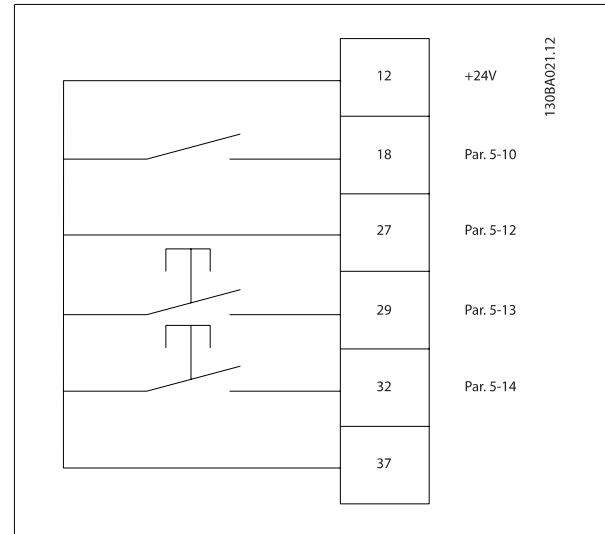 12 +24V
18 Par. 5-10
27 Par. 5-12
29 Par. 5-13
32 Par. 5-14
37
130BA021.12